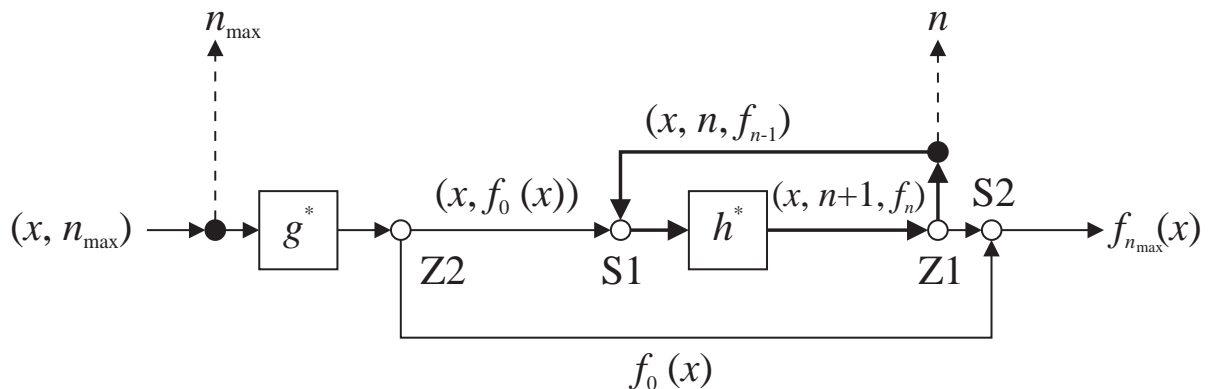 n_max
n
(x, n, f_{n-1})
(x, f_0 (x))
(x, n+1, f_n)
S2
(x, n_max)
g*
h*
f_{n_max}(x)
Z2
S1
Z1
f_0 (x)